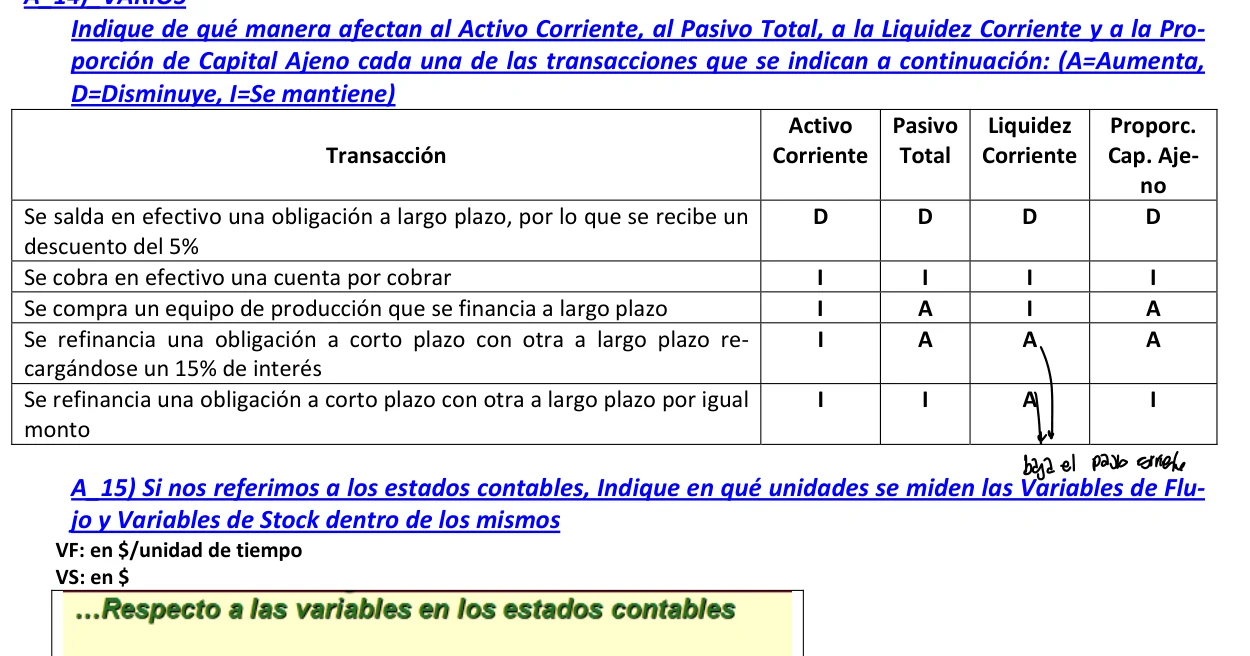 A_14) VARIOS
Indique de qué manera afectan al Activo Corriente, al Pasivo Total, a la Liquidez Corriente y a la Pro-
porción de Capital Ajeno cada una de las transacciones que se indican a continuación: (A=Aumenta,
D=Disminuye, I=Se mantiene)
Transacción
Activo
Corriente
Pasivo
Total
Liquidez
Corriente
Proporc.
Cap. Aje-
no
Se salda en efectivo una obligación a largo plazo, por lo que se recibe un D D D D
descuento del 5%
Se cobra en efectivo una cuenta por cobrar I I I I
Se compra un equipo de producción que se financia a largo plazo I A I A
Se refinancia una obligación a corto plazo con otra a largo plazo re- I A A A
cargándose un 15% de interés
Se refinancia una obligación a corto plazo con otra a largo plazo por igual I I A I
monto
baja el
A_15) Si nos referimos a los estados contables, Indique en qué unidades se miden las Variables de Flu-
jo y Variables de Stock dentro de los mismos
VF: en $/unidad de tiempo
VS: en $
...Respecto a las variables en los estados contables